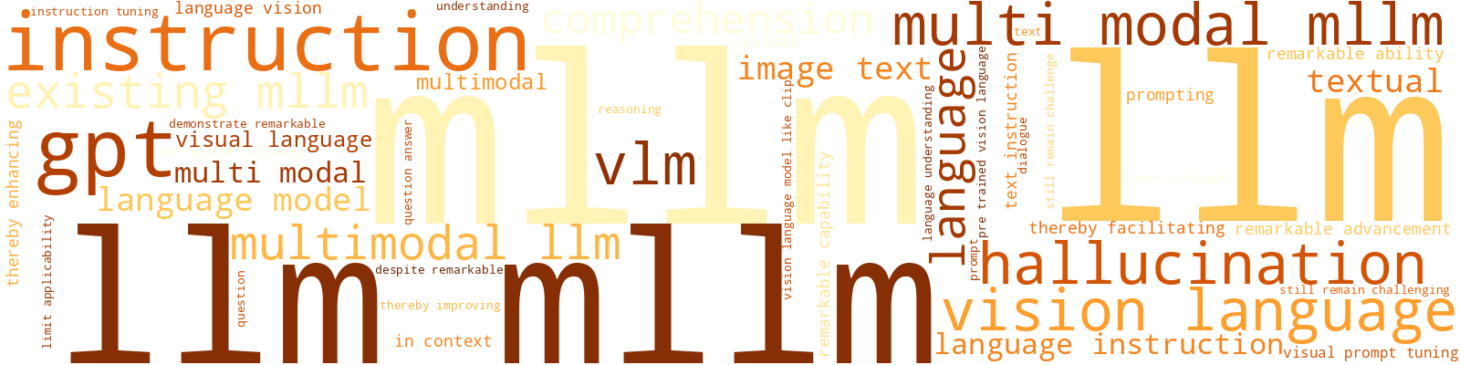 instruction tuning
language vision
understanding
instruction
comprehension
visual
multi modal mllm
text
existing mllm
multimodal
image text
remarkable ability
textual
mllm
llm
reasoning
prompting
gpt
demonstrate remarkable
visual language
multi modal
language model
question answer
vlm
vision language model like clip
language understanding
language
pre trained vision language
text instruction
dialogue
still remain challenge
thereby enhancing
remarkable capability
multimodal llm
thereby facilitating
remarkable advancement
limit applicability
llm
question
despite remarkable
thereby improving
in context
mllm
prompt
hallucination
still remain challenging
vision language
language instruction
visual prompt tuning